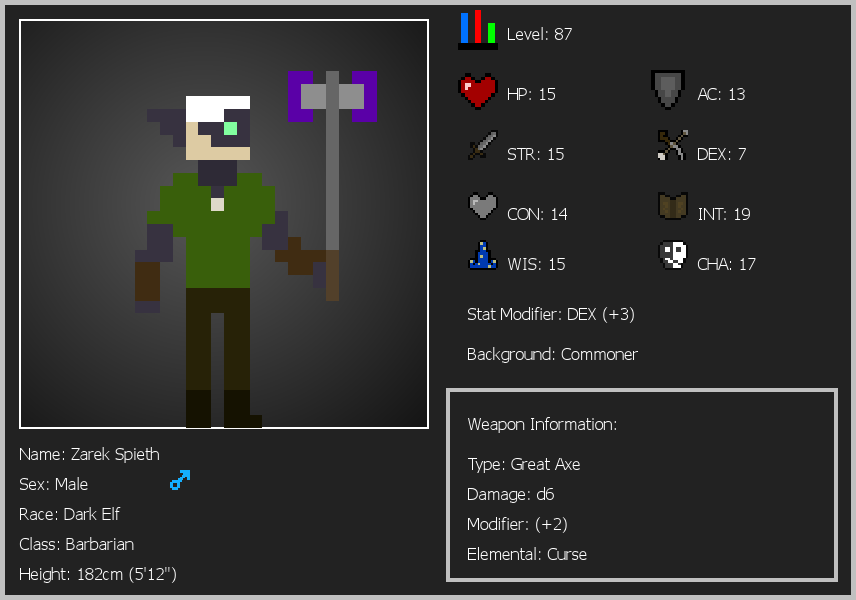 Level: 87
HP: 15
AC: 13
STR: 15
DEX: 7
CON: 14
INT: 19
WIS: 15
CHA: 17
Stat Modifier: DEX (+3)
Background: Commoner
Weapon Information:
Type: Great Axe
Damage: d6
Modifier: (+2)
Elemental: Curse
Name: Zarek Spieth
Sex: Male
Race: Dark Elf
Class: Barbarian
Height: 182cm (5'12")